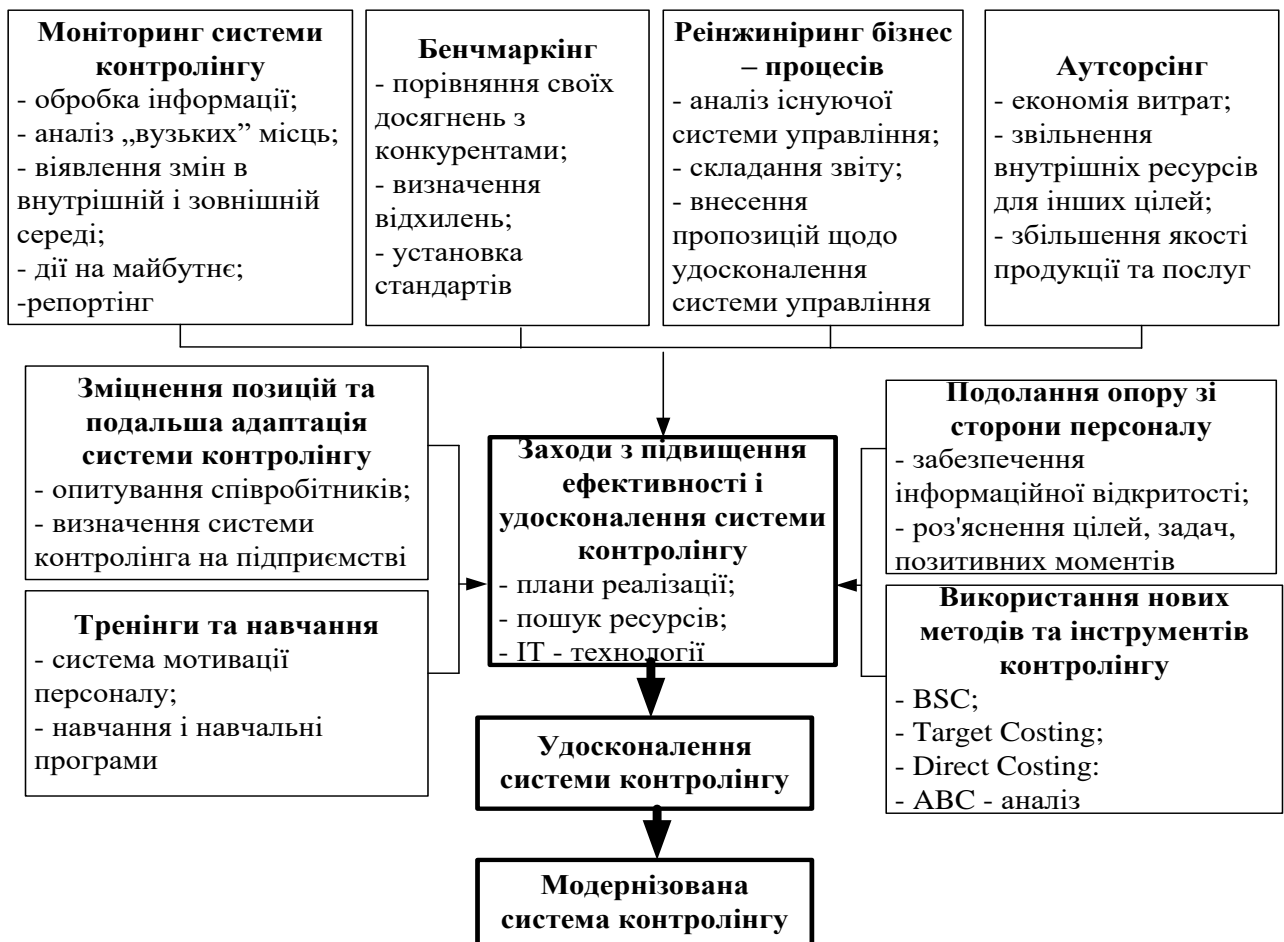 Моніторинг системи
контролінгу
- обробка інформації;
- аналіз „вузьких” місць;
- віявлення змін в
внутрішній і зовнішній
середі;
- дії на майбутнє;
-репортінг
Бенчмаркінг
- порівняння своїх
досягнень з
конкурентами;
- визначення
відхилень;
- установка
стандартів
Реінжиніринг бізнес
– процесів
- аналіз існуючої
системи управління;
- складання звіту;
- внесення
пропозицій щодо
удосконалення
системи управління
Аутсорсінг
- економія витрат;
- звільнення
внутрішніх ресурсів
для інших цілей;
- збільшення якості
продукції та послуг
Зміцнення позицій та
подальша адаптація
системи контролінгу
- опитування співробітників;
- визначення системи
контролінга на підприємстві
Тренінги та навчання
- система мотивації
персоналу;
- навчання і навчальні
програми
Заходи з підвищення
ефективності і
удосконалення системи
контролінгу
- плани реалізації;
- пошук ресурсів;
- ІТ - технології
Подолання опору зі
сторони персоналу
- забезпечення
інформаційної відкритості;
- роз'яснення цілей, задач,
позитивних моментів
Використання нових
методів та інструментів
контролінгу
- BSC;
- Target Costing;
- Direct Costing:
- ABC - аналіз
Удосконалення
системи контролінгу
Модернізована
система контролінгу